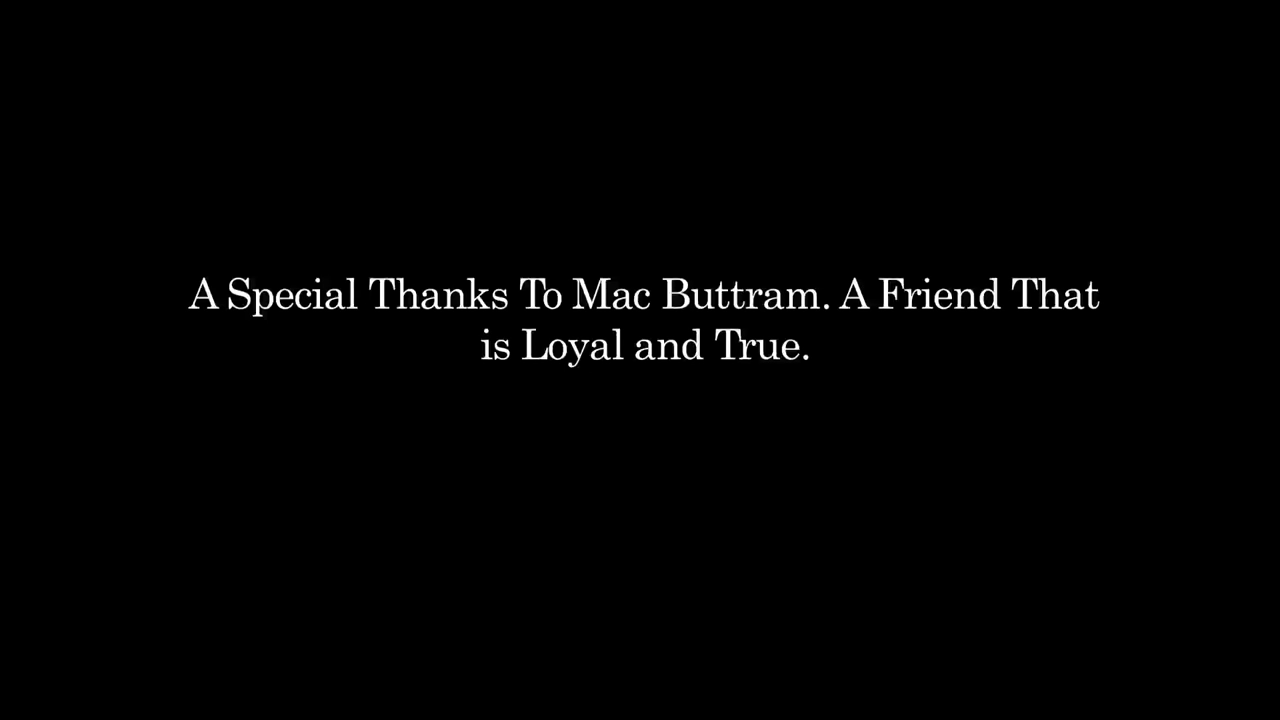 A Special Thanks To Mac Buttram. A Friend That
is Loyal and True.